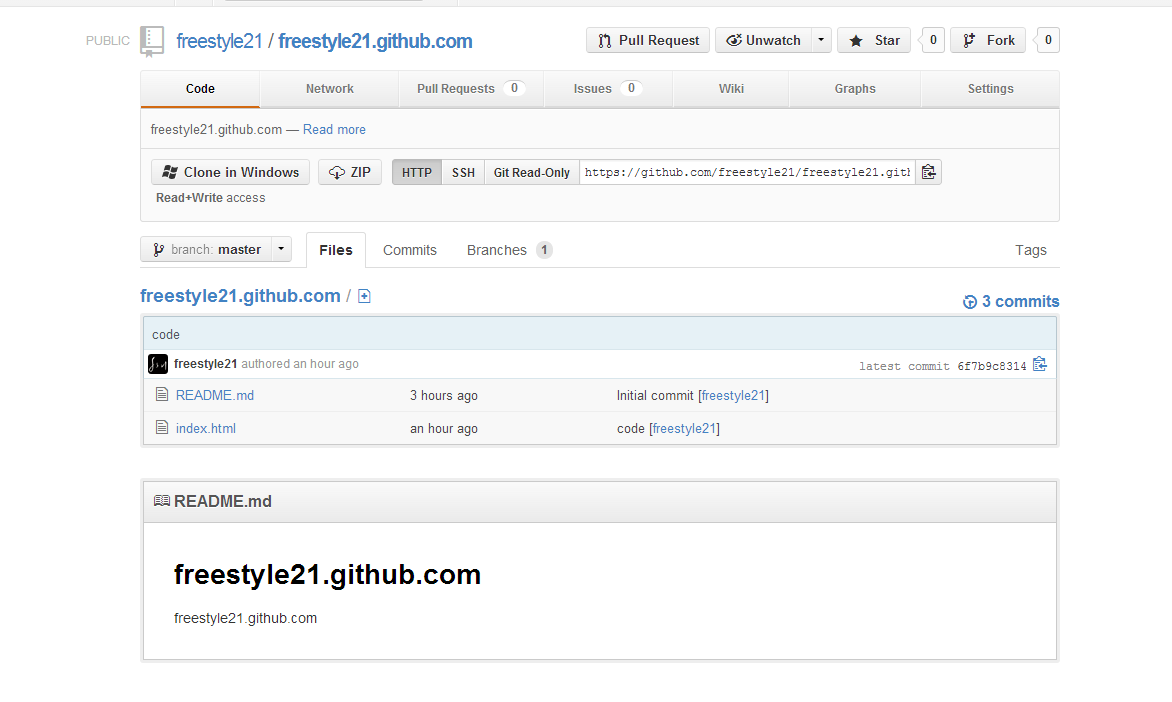 PUBLIC freestyle21 / freestyle21.github.com Pull Request Unwatch Star 0 Fork 0
Code Network Pull Requests 0 Issues 0 Wiki Graphs Settings
freestyle21.github.com — Read more
Clone in Windows ZIP HTTP SSH Git Read-Only https://github.com/freestyle21/freestyle21.gith
Read+Write access
branch: master Files Commits Branches 1 Tags
freestyle21.github.com / 3 commits
code
freestyle21 authored an hour ago latest commit 6f7b9c8314
README.md 3 hours ago Initial commit [freestyle21]
index.html an hour ago code [freestyle21]
README.md
freestyle21.github.com
freestyle21.github.com